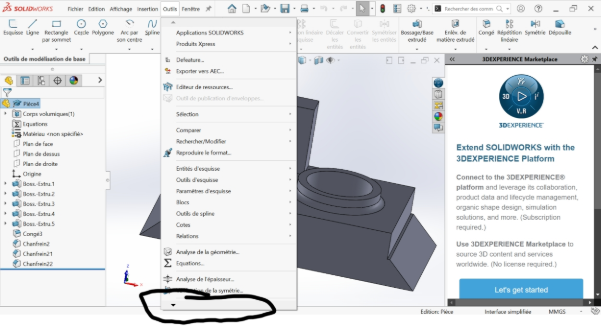 SOLIDWORKS Fichier Edition Affichage Insertion Outils Fenêtre
Rechercher des comm
Esquisse Ligne Rectangle par sommet Cercle Polygone Arc par son centre Spline
Bossage/Base extrudé Enlèv. de matière extrudé Congé Répétition linéaire Symétrie Dépouille
Outils de modélisation de base
Pièce4
Corps volumiques(1)
Equations
Matériau <non spécifié>
Plan de face
Plan de dessus
Plan de droite
Origine
Boss.-Extru.1
Boss.-Extru.2
Boss.-Extru.3
Boss.-Extru.4
Boss.-Extru.5
Congé3
Chanfrein2
Chanfrein21
Chanfrein22
Applications SOLIDWORKS
Produits Xpress
Defeature...
Exporter vers AEC...
Editeur de ressources...
Outil de publication d'enveloppe...
Sélection
Comparer
Rechercher/Modifier
Reproduire le format...
Entités d'esquisse
Outils d'esquisse
Paramètres d'esquisse
Blocs
Outils de spline
Cotes
Relations
Analyse de la géométrie...
Equations...
Analyse de l'épaisseur...
de la symétrie...
3DEXPERIENCE Marketplace
3D
V.R
3DEXPERIENCE
Extend SOLIDWORKS with the
3DEXPERIENCE Platform
Connect to the 3DEXPERIENCE®
platform and leverage its collaboration,
product data and lifecycle management,
organic shape design, simulation
solutions, and more. (Subscription
required.)
Use 3DEXPERIENCE Marketplace to
source 3D content and services
worldwide. (No license required.)
Let's get started
Edition: Pièce Interface simplifiée MMGS